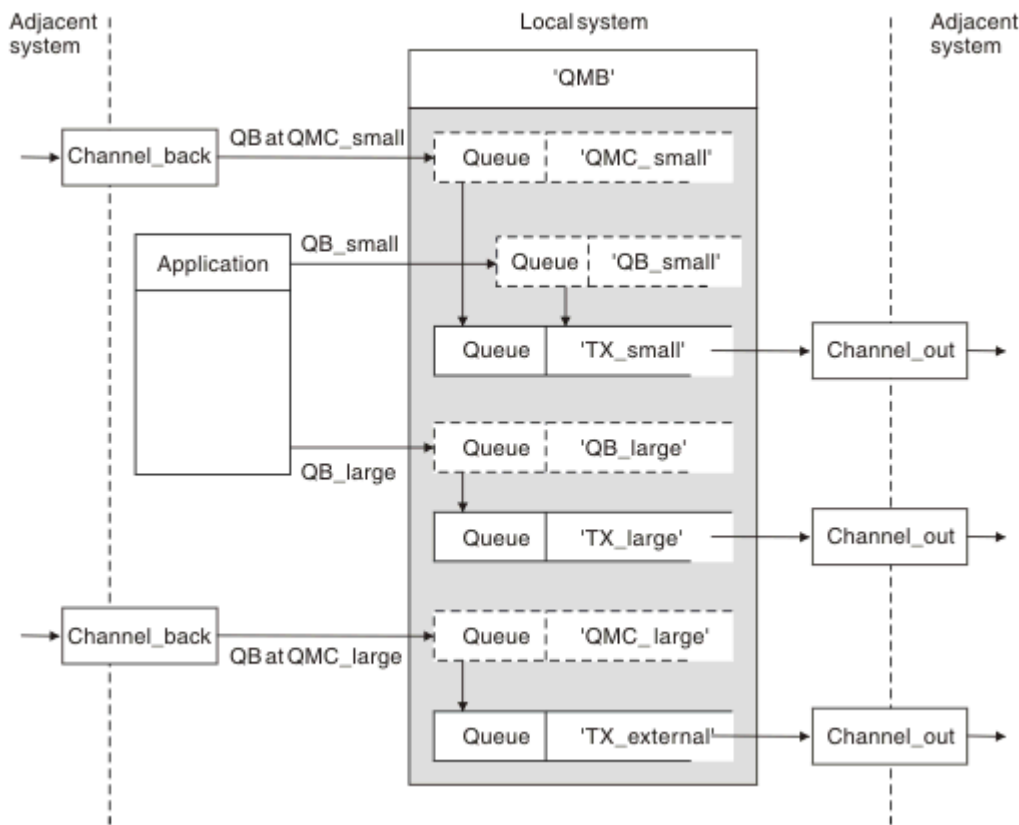 Adjacent
system
Local system
Adjacent
system
'QMB'
Channel_back
QB at QMC_small
Queue
'QMC_small'
Application
QB_small
Queue
'QB_small'
Queue
'TX_small'
Channel_out
QB_large
Queue
'QB_large'
Queue
'TX_large'
Channel_out
Channel_back
QB at QMC_large
Queue
'QMC_large'
Queue
'TX_external'
Channel_out